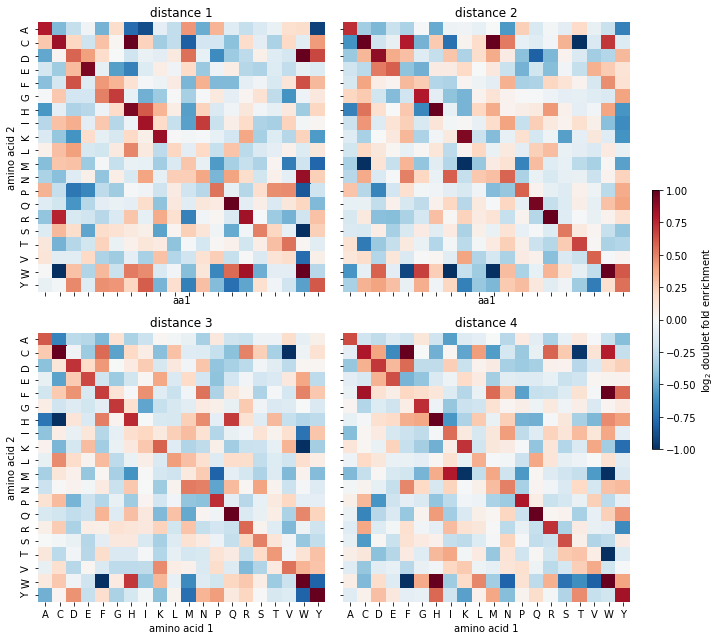 distance 1
distance 2
A
C
D
E
F
G
H
I
K
L
M
N
P
Q
R
S
T
V
W
Y
amino acid 2
aa1
aa1
1.00
0.75
0.50
0.25
0.00
−0.25
−0.50
−0.75
−1.00
log₂ doublet fold enrichment
distance 3
distance 4
A
C
D
E
F
G
H
I
K
L
M
N
P
Q
R
S
T
V
W
Y
amino acid 2
A C D E F G H I K L M N P Q R S T V W Y
A C D E F G H I K L M N P Q R S T V W Y
amino acid 1
amino acid 1